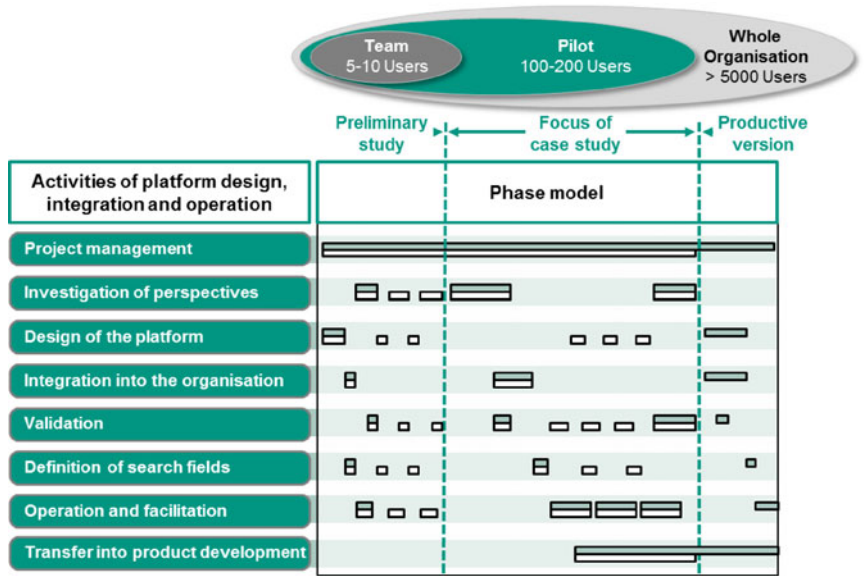 Team
5-10 Users
Pilot
100-200 Users
Whole
Organisation
> 5000 Users
Preliminary
study
Focus of
case study
Productive
version
Activities of platform design,
integration and operation
Phase model
Project management
Investigation of perspectives
Design of the platform
Integration into the organisation
Validation
Definition of search fields
Operation and facilitation
Transfer into product development